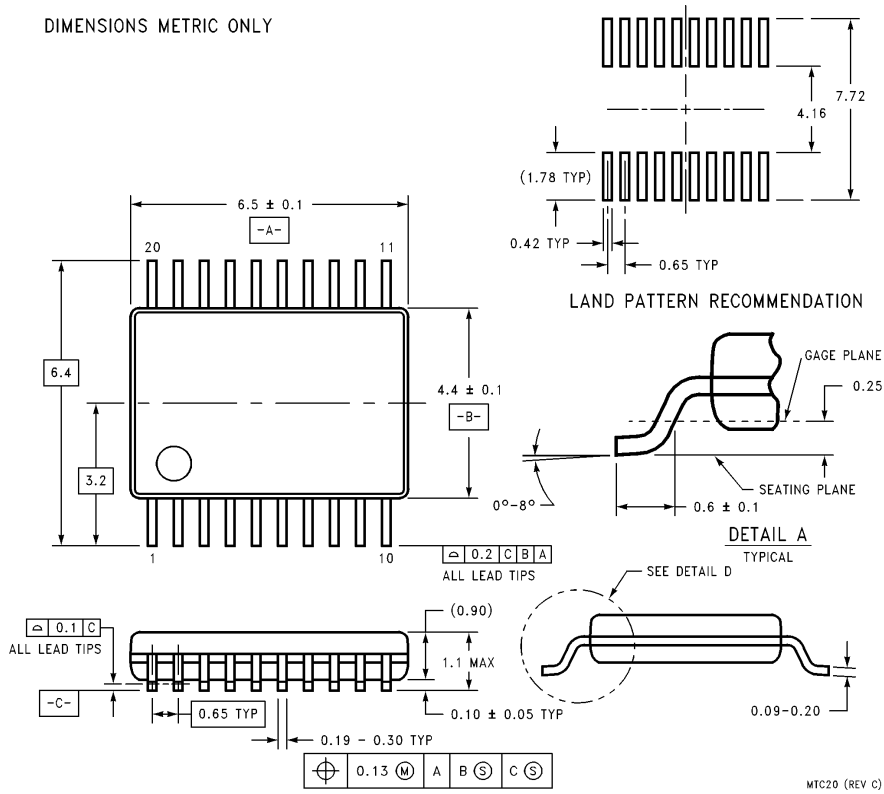 DIMENSIONS METRIC ONLY
7.72
4.16
(1.78 TYP)
0.42 TYP
0.65 TYP
LAND PATTERN RECOMMENDATION
6.5 ± 0.1
-A-
20
11
6.4
3.2
4.4 ± 0.1
-B-
1
10
⌓ 0.2 C B A
ALL LEAD TIPS
GAGE PLANE
0.25
SEATING PLANE
0°-8°
0.6 ± 0.1
DETAIL A
TYPICAL
SEE DETAIL D
⌓ 0.1 C
ALL LEAD TIPS
-C-
(0.90)
1.1 MAX
0.65 TYP
0.10 ± 0.05 TYP
0.19 - 0.30 TYP
0.09-0.20
⌖ 0.13 Ⓜ A B Ⓢ C Ⓢ
MTC20 (REV C)